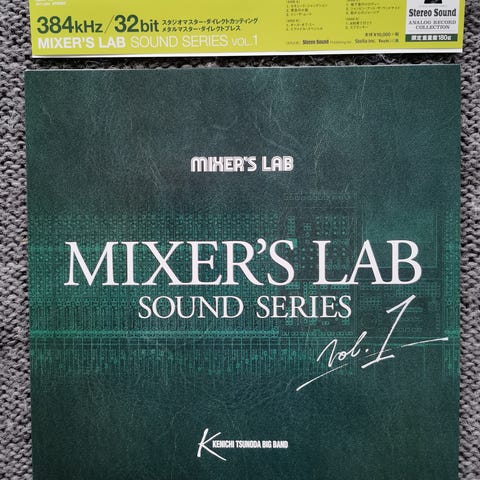 384kHz/32bit スタジオマスター・ダイレクトカッティング
メタルマスター・ダイレクトプレス
MIXER'S LAB SOUND SERIES VOL.1
Stereo Sound
ANALOG RECORD
COLLECTION
限定重量盤180g
MIXER'S LAB
MIXER'S LAB
SOUND SERIES
vol.1
KENICHI TSUNODA BIG BAND